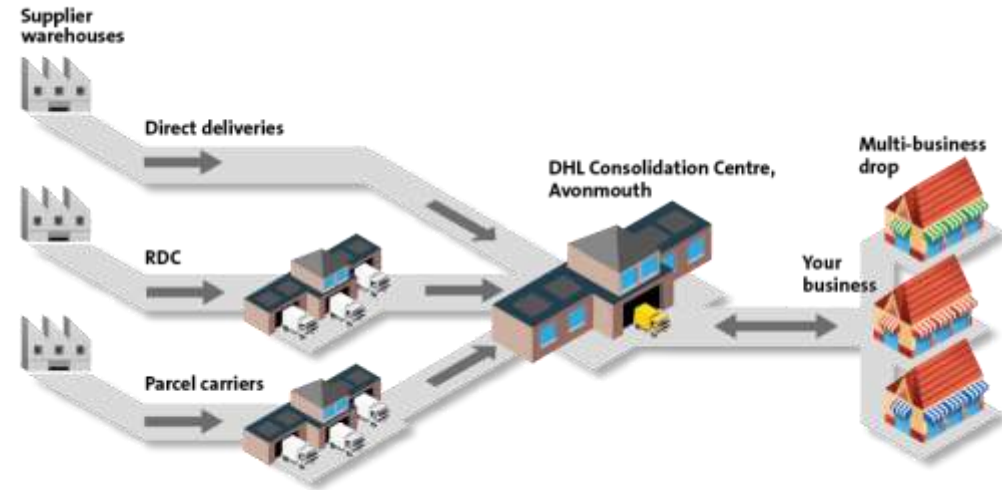 Supplier
warehouses
Direct deliveries
RDC
Parcel carriers
DHL Consolidation Centre,
Avonmouth
Your
business
Multi-business
drop